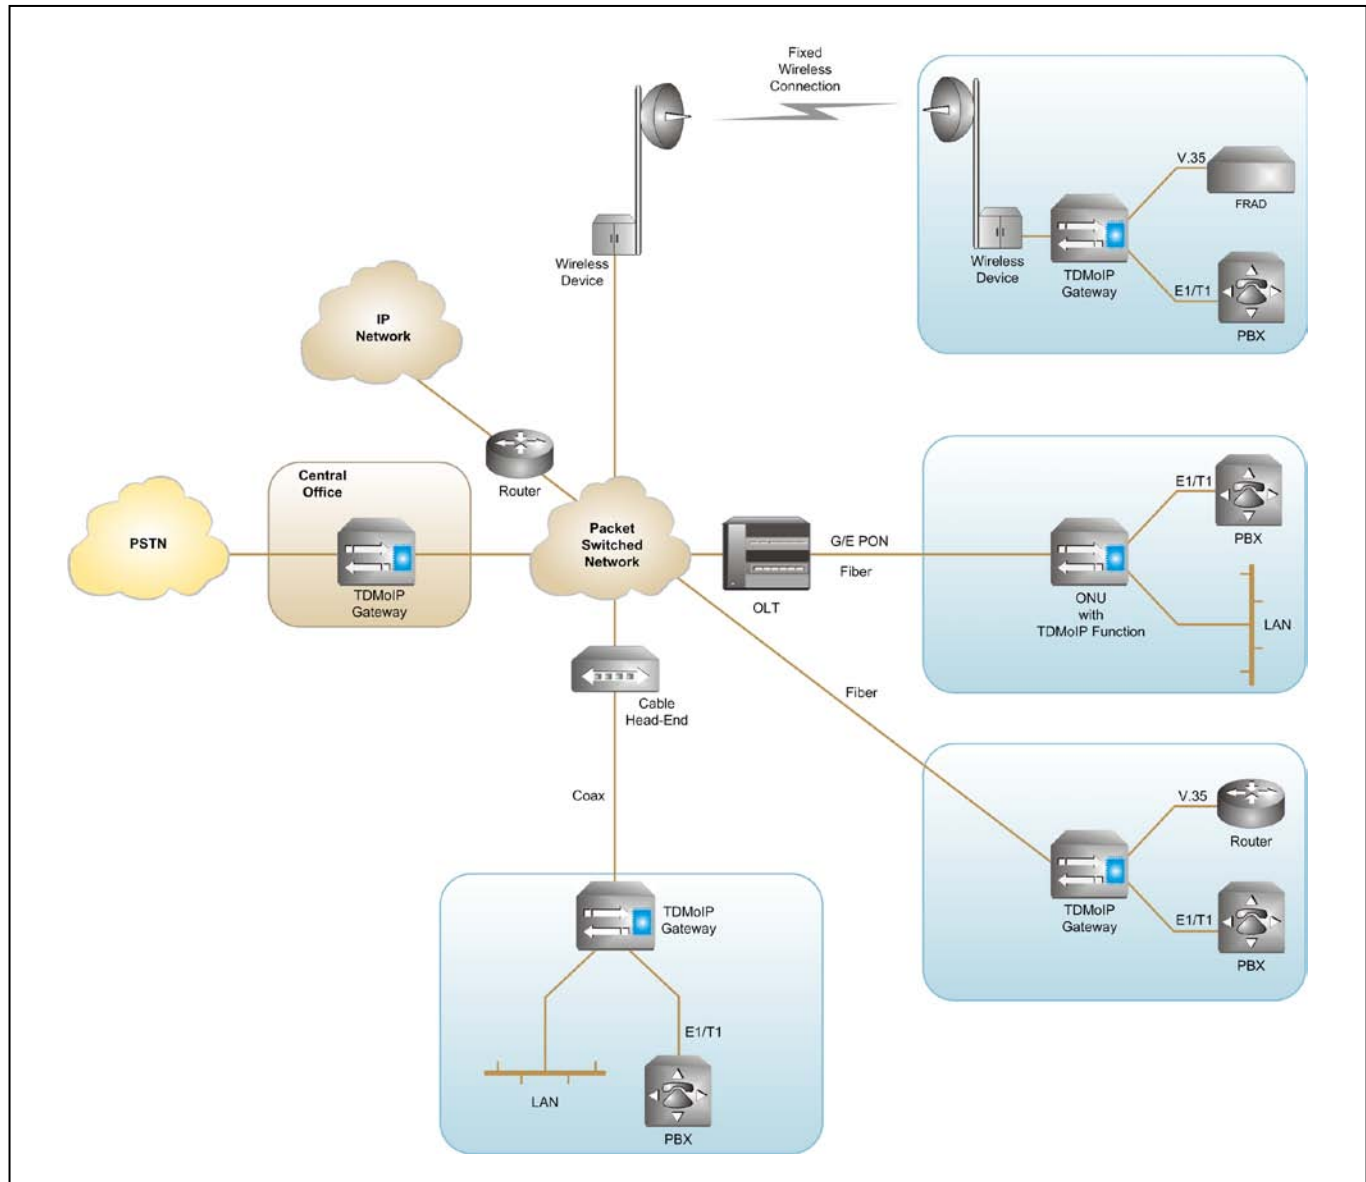 Fixed
Wireless
Connection
V.35
FRAD
Wireless
Device
TDMoIP
Gateway
E1/T1
PBX
Wireless
Device
IP
Network
Router
Central
Office
PSTN
TDMoIP
Gateway
Packet
Switched
Network
OLT
G/E PON
Fiber
E1/T1
PBX
ONU
with
TDMoIP Function
LAN
Cable
Head-End
Fiber
Coax
V.35
Router
TDMoIP
Gateway
E1/T1
PBX
TDMoIP
Gateway
E1/T1
LAN
PBX